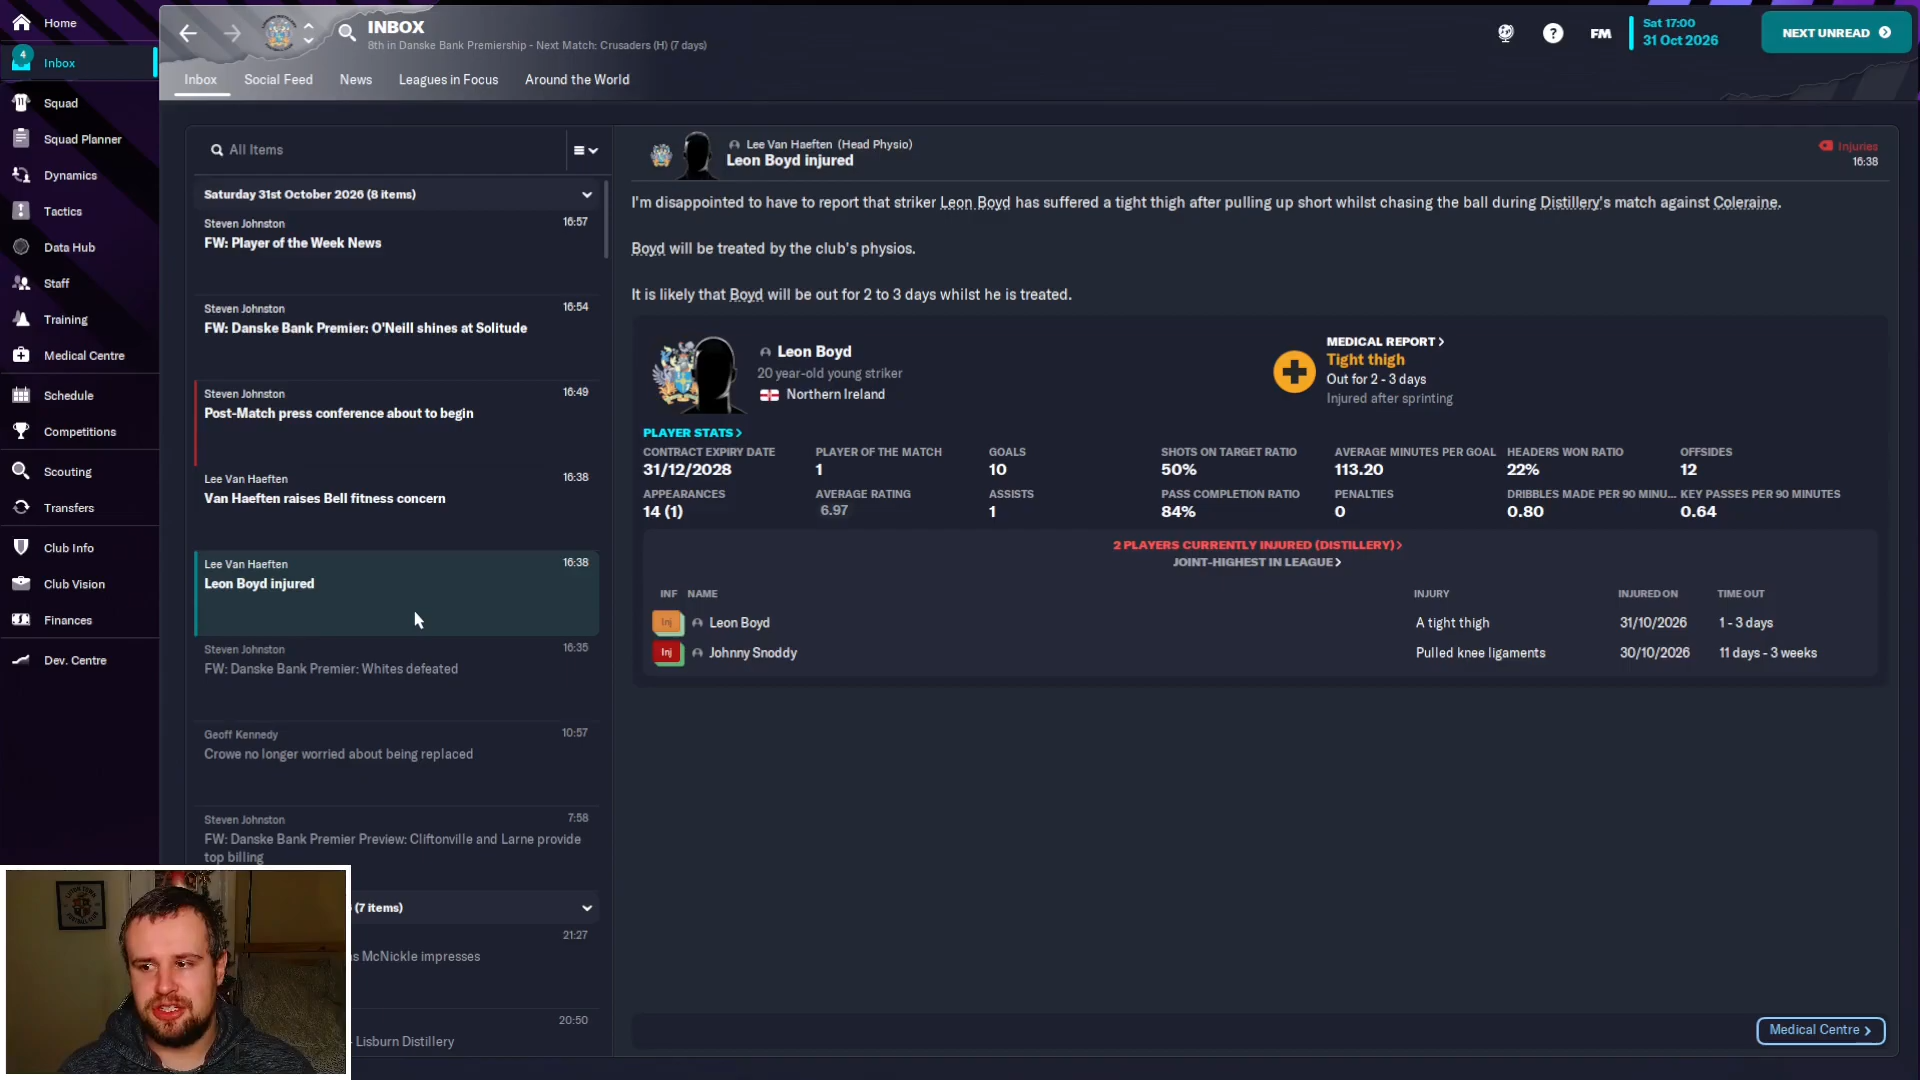 Home
4
Inbox
Squad
Squad Planner
Dynamics
Tactics
Data Hub
Staff
Training
Medical Centre
Schedule
Competitions
Scouting
Transfers
Club Info
Club Vision
Finances
Dev. Centre
INBOX
8th in Danske Bank Premiership - Next Match: Crusaders (H) (7 days)
FM
Sat 17:00
31 Oct 2026
NEXT UNREAD
Inbox Social Feed News Leagues in Focus Around the World
All Items
Saturday 31st October 2026 (8 items)
Steven Johnston 16:57
FW: Player of the Week News
Steven Johnston 16:54
FW: Danske Bank Premier: O'Neill shines at Solitude
Steven Johnston 16:49
Post-Match press conference about to begin
Lee Van Haeften 16:38
Van Haeften raises Bell fitness concern
Lee Van Haeften 16:38
Leon Boyd injured
Steven Johnston 16:35
FW: Danske Bank Premier: Whites defeated
Geoff Kennedy 10:57
Crowe no longer worried about being replaced
Steven Johnston 7:58
FW: Danske Bank Premier Preview: Cliftonville and Larne provide
top billing
(7 items)
21:27
s McNickle impresses
20:50
- Lisburn Distillery
Lee Van Haeften (Head Physio)
Leon Boyd injured
Injuries
16:38
I'm disappointed to have to report that striker Leon Boyd has suffered a tight thigh after pulling up short whilst chasing the ball during Distillery's match against Coleraine.
Boyd will be treated by the club's physios.
It is likely that Boyd will be out for 2 to 3 days whilst he is treated.
Leon Boyd
20 year-old young striker
Northern Ireland
MEDICAL REPORT >
Tight thigh
Out for 2 - 3 days
Injured after sprinting
PLAYER STATS >
CONTRACT EXPIRY DATE PLAYER OF THE MATCH GOALS SHOTS ON TARGET RATIO AVERAGE MINUTES PER GOAL HEADERS WON RATIO OFFSIDES
31/12/2028 1 10 50% 113.20 22% 12
APPEARANCES AVERAGE RATING ASSISTS PASS COMPLETION RATIO PENALTIES DRIBBLES MADE PER 90 MINU... KEY PASSES PER 90 MINUTES
14 (1) 6.97 1 84% 0 0.80 0.64
2 PLAYERS CURRENTLY INJURED (DISTILLERY) >
JOINT-HIGHEST IN LEAGUE >
INF NAME INJURY INJURED ON TIME OUT
Inj Leon Boyd A tight thigh 31/10/2026 1 - 3 days
Inj Johnny Snoddy Pulled knee ligaments 30/10/2026 11 days - 3 weeks
Medical Centre >